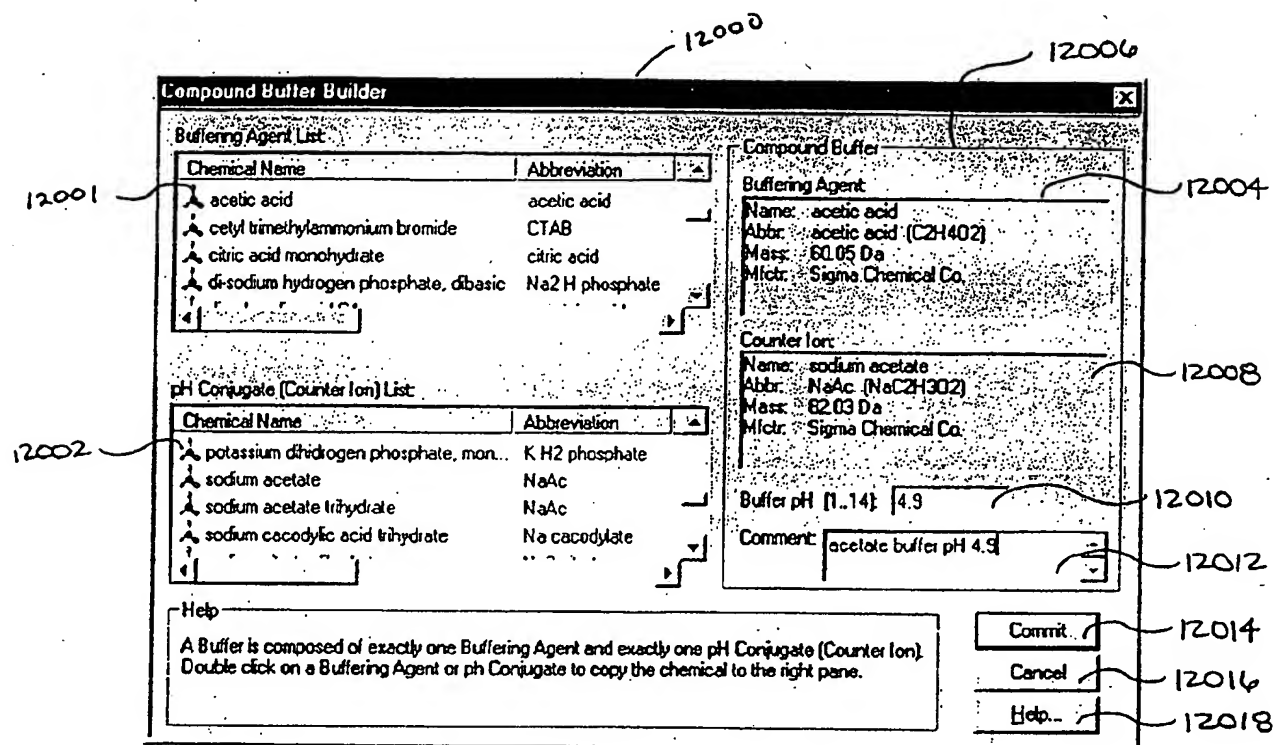 12000
12006
Compound Buffer Builder
Buffering Agent List:
Chemical Name Abbreviation
12001
acetic acid acetic acid
cetyl trimethylammonium bromide CTAB
citric acid monohydrate citric acid
di-sodium hydrogen phosphate, dibasic Na2 H phosphate
pH Conjugate (Counter Ion) List:
Chemical Name Abbreviation
12002
potassium dihidrogen phosphate, mon... K H2 phosphate
sodium acetate NaAc
sodium acetate trihydrate NaAc
sodium cacodylic acid trihydrate Na cacodylate
Compound Buffer
Buffering Agent:
12004
Name: acetic acid
Abbr: acetic acid (C2H4O2)
Mass: 60.05 Da
Mfctr: Sigma Chemical Co.
Counter Ion:
Name: sodium acetate
12008
Abbr: NaAc (NaC2H3O2)
Mass: 82.03 Da
Mfctr: Sigma Chemical Co.
Buffer pH [1..14]: 4.9
12010
Comment: acetate buffer pH 4.9
12012
Help
A Buffer is composed of exactly one Buffering Agent and exactly one pH Conjugate (Counter Ion).
Double click on a Buffering Agent or ph Conjugate to copy the chemical to the right pane.
Commit
12014
Cancel
12016
Help...
12018